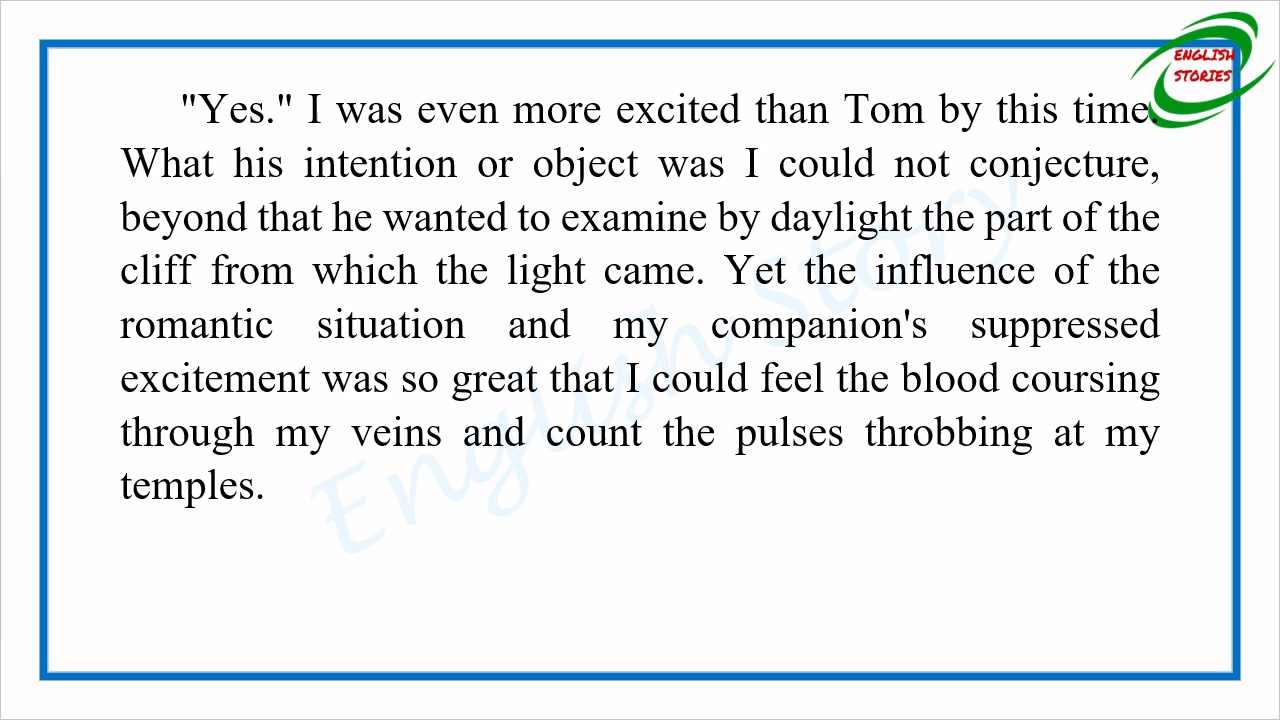 ENGLISH
STORIES
"Yes." I was even more excited than Tom by this time.
What his intention or object was I could not conjecture,
beyond that he wanted to examine by daylight the part of the
cliff from which the light came. Yet the influence of the
romantic situation and my companion's suppressed
excitement was so great that I could feel the blood coursing
through my veins and count the pulses throbbing at my
temples.
English Story